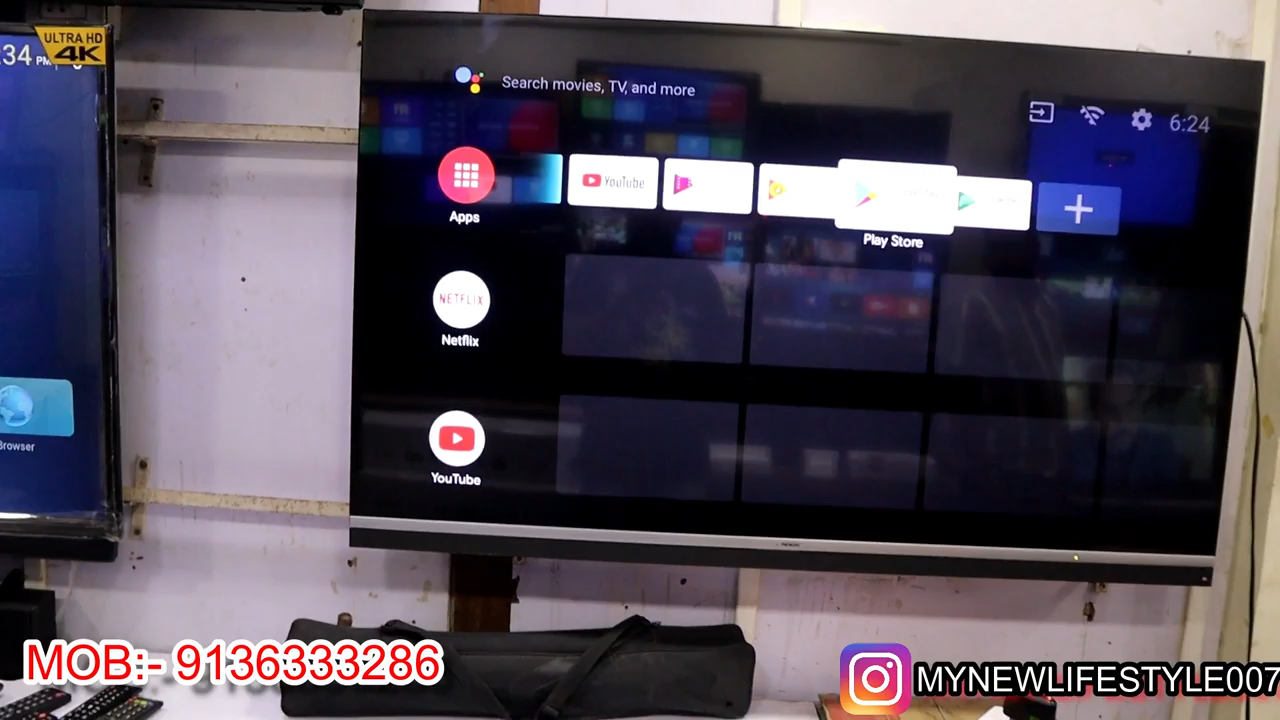 ULTRA HD
4K
:34 PM
Search movies, TV, and more
6:24
YouTube
Apps
Play Store
NETFLIX
Netflix
Browser
YouTube
MOB:- 9136333286
MYNEWLIFESTYLE007